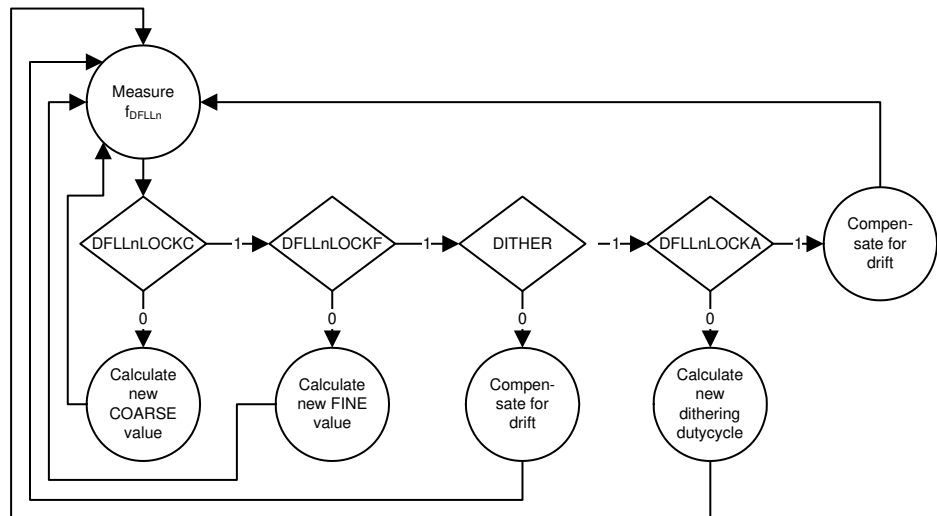 Measure
fDFLLn
DFLLnLOCKC
1
DFLLnLOCKF
1
DITHER
1
DFLLnLOCKA
1
Compen-
sate for
drift
0
0
0
0
Calculate
new
COARSE
value
Calculate
new FINE
value
Compen-
sate for
drift
Calculate
new
dithering
dutycycle